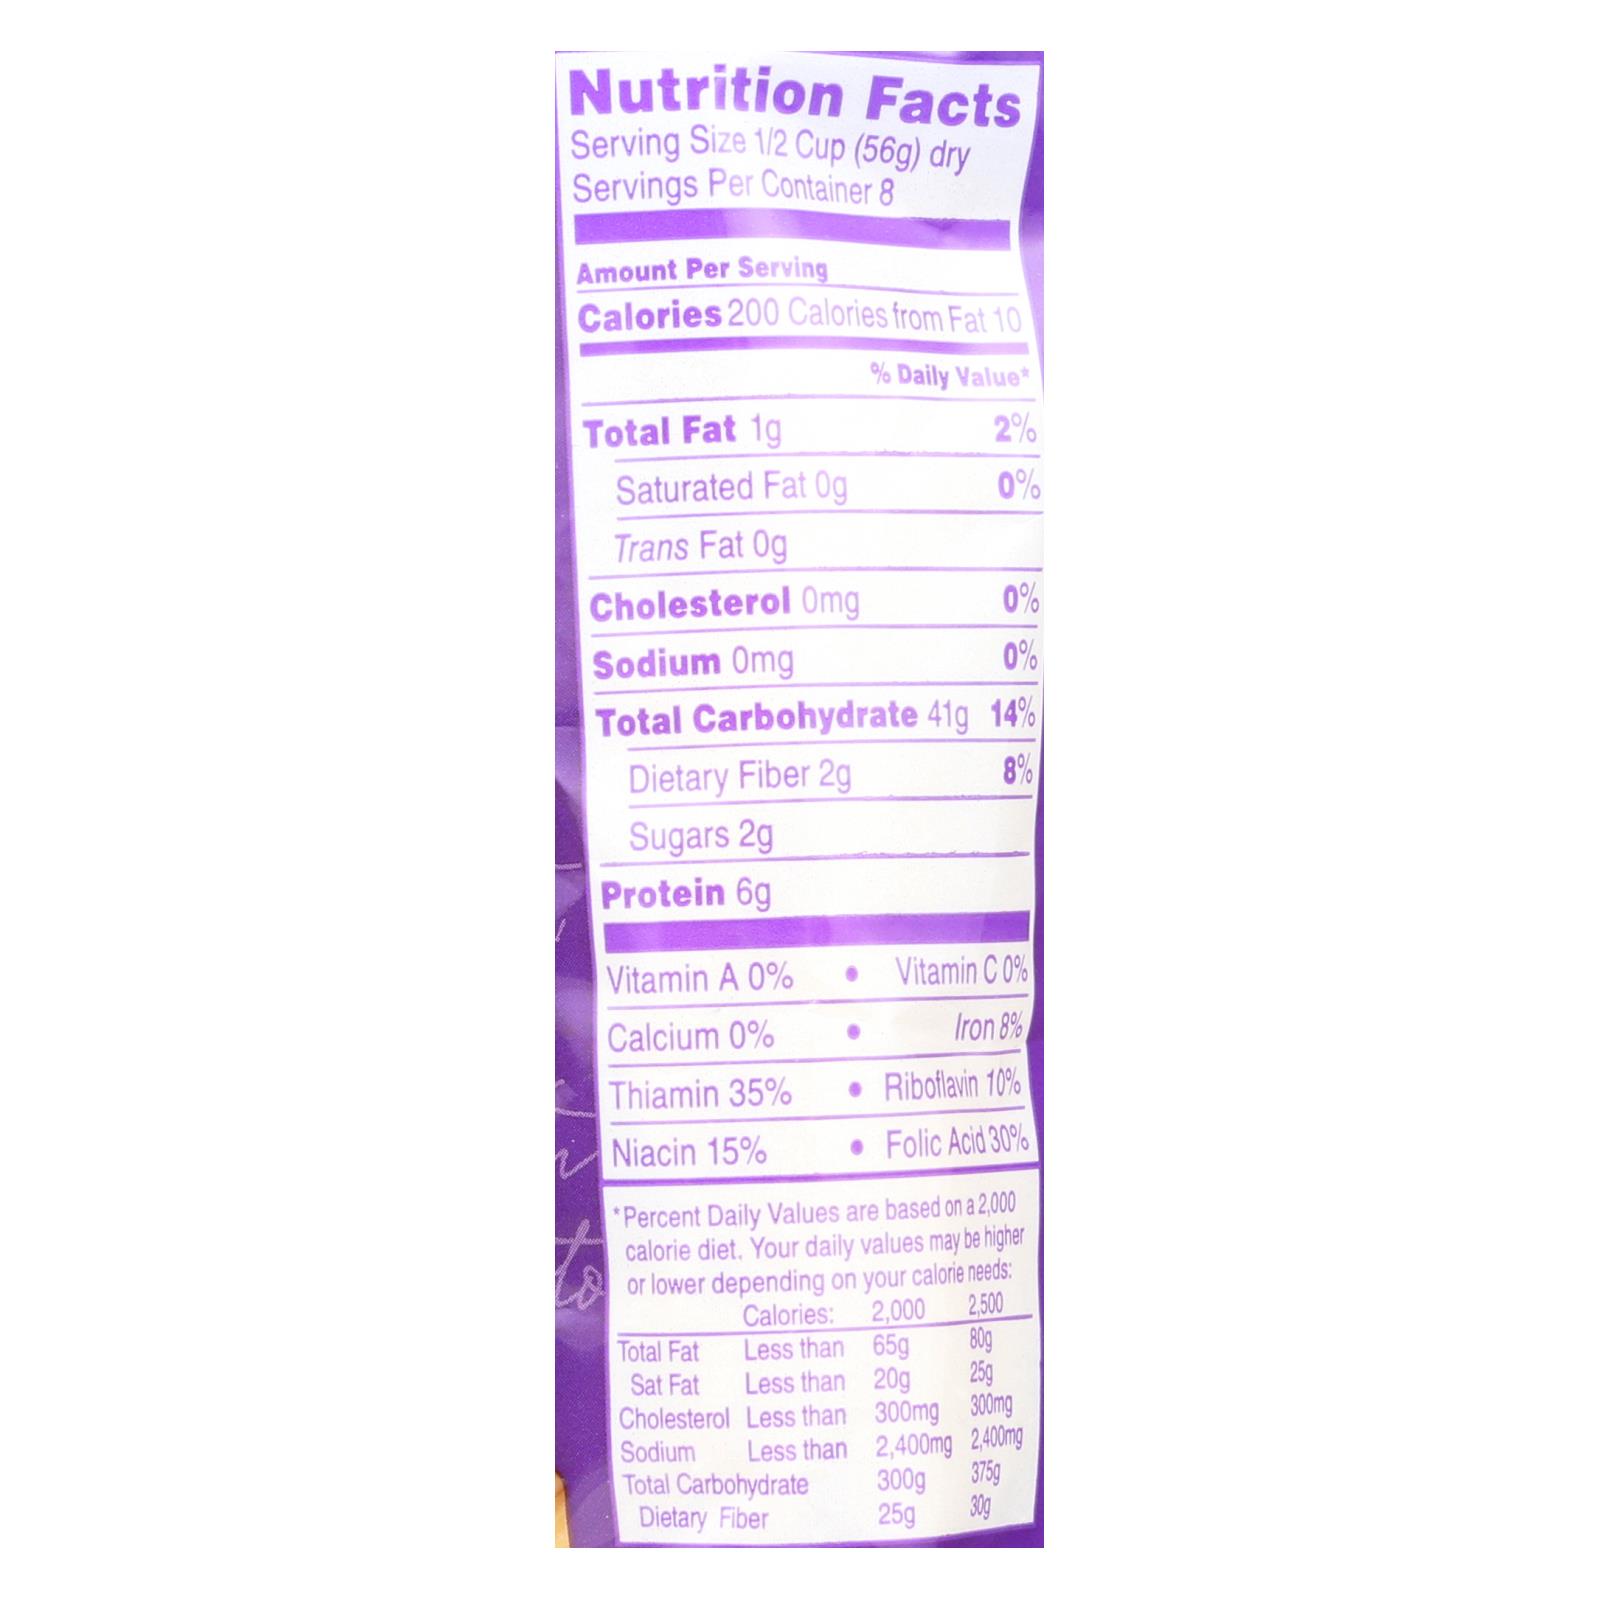 Nutrition Facts
Serving Size 1/2 Cup (56g) dry
Servings Per Container 8
Amount Per Serving
Calories 200 Calories from Fat 10
% Daily Value*
Total Fat 1g 2%
Saturated Fat 0g 0%
Trans Fat 0g
Cholesterol 0mg 0%
Sodium 0mg 0%
Total Carbohydrate 41g 14%
Dietary Fiber 2g 8%
Sugars 2g
Protein 6g
Vitamin A 0% • Vitamin C 0%
Calcium 0% • Iron 8%
Thiamin 35% • Riboflavin 10%
Niacin 15% • Folic Acid 30%
*Percent Daily Values are based on a 2,000
calorie diet. Your daily values may be higher
or lower depending on your calorie needs:
Calories: 2,000 2,500
Total Fat Less than 65g 80g
Sat Fat Less than 20g 25g
Cholesterol Less than 300mg 300mg
Sodium Less than 2,400mg 2,400mg
Total Carbohydrate 300g 375g
Dietary Fiber 25g 30g